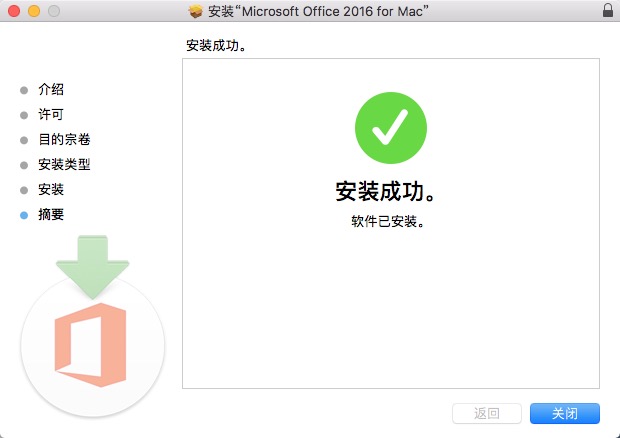 安装“Microsoft Office 2016 for Mac”
安装成功。
介绍
许可
目的宗卷
安装类型
安装
摘要
安装成功。
软件已安装。
返回
关闭